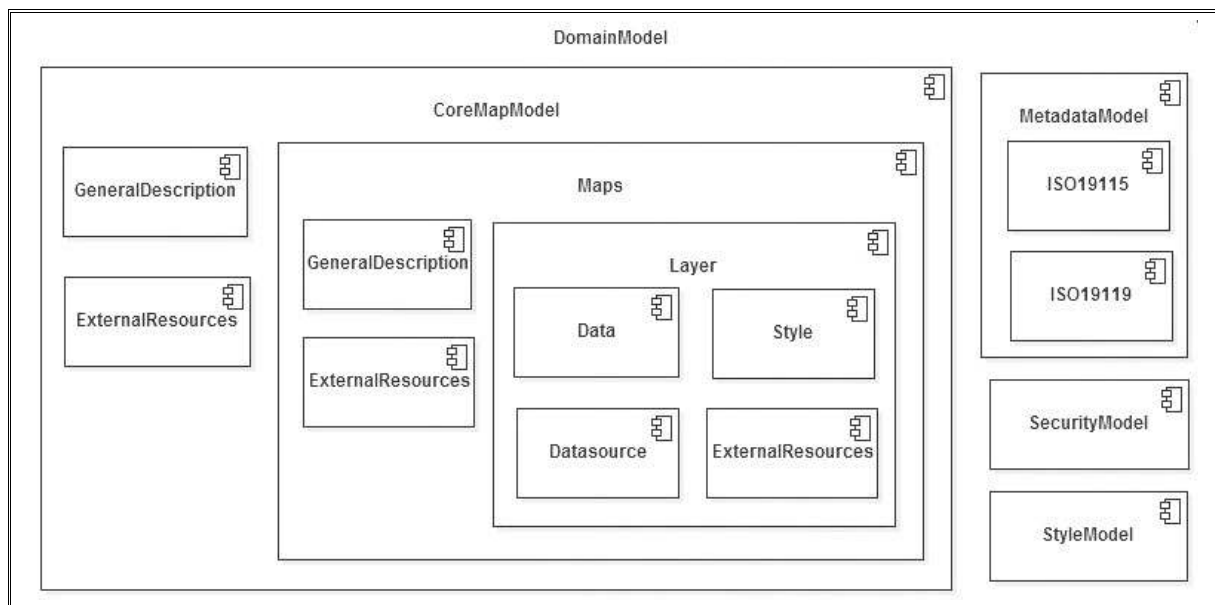 DomainModel
CoreMapModel
GeneralDescription
ExternalResources
Maps
GeneralDescription
ExternalResources
Layer
Data
Style
Datasource
ExternalResources
MetadataModel
ISO19115
ISO19119
SecurityModel
StyleModel